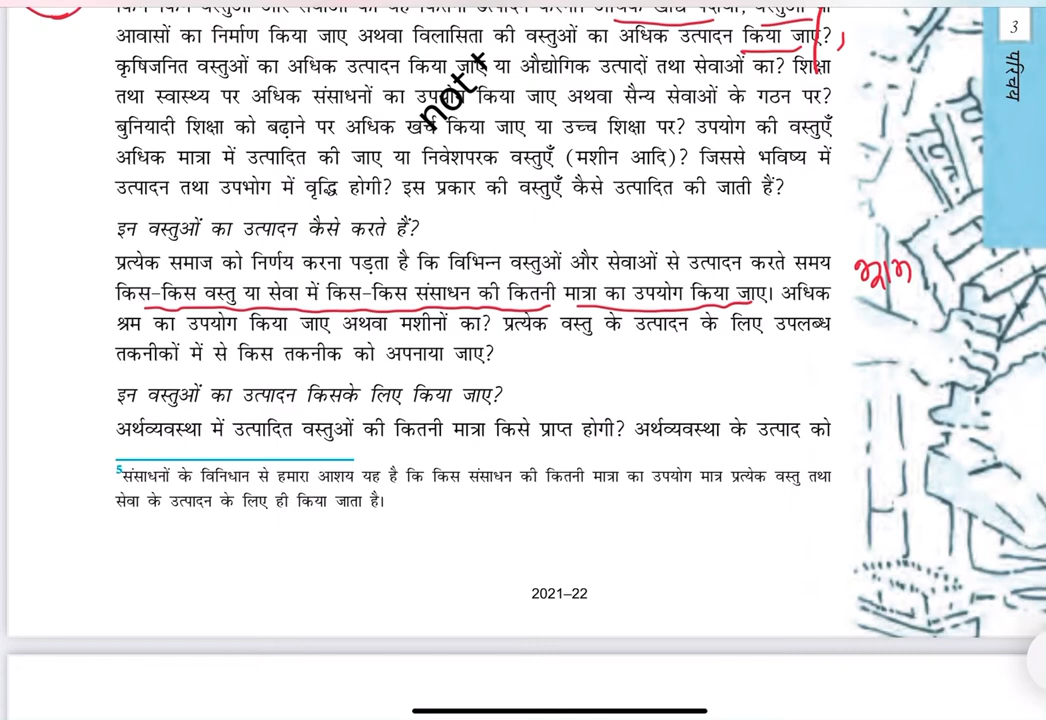 आवासों का निर्माण किया जाए अथवा विलासिता की वस्तुओं का अधिक उत्पादन किया जाए?
कृषिजनित वस्तुओं का अधिक उत्पादन किया जाए या औद्योगिक उत्पादों तथा सेवाओं का? शिक्षा
तथा स्वास्थ्य पर अधिक संसाधनों का उपयोग किया जाए अथवा सैन्य सेवाओं के गठन पर?
बुनियादी शिक्षा को बढ़ाने पर अधिक खर्च किया जाए या उच्च शिक्षा पर? उपयोग की वस्तुएँ
अधिक मात्रा में उत्पादित की जाए या निवेशपरक वस्तुएँ (मशीन आदि)? जिससे भविष्य में
उत्पादन तथा उपभोग में वृद्धि होगी? इस प्रकार की वस्तुएँ कैसे उत्पादित की जाती हैं?
इन वस्तुओं का उत्पादन कैसे करते हैं?
प्रत्येक समाज को निर्णय करना पड़ता है कि विभिन्न वस्तुओं और सेवाओं से उत्पादन करते समय
किस-किस वस्तु या सेवा में किस-किस संसाधन की कितनी मात्रा का उपयोग किया जाए। अधिक
श्रम का उपयोग किया जाए अथवा मशीनों का? प्रत्येक वस्तु के उत्पादन के लिए उपलब्ध
तकनीकों में से किस तकनीक को अपनाया जाए?
इन वस्तुओं का उत्पादन किसके लिए किया जाए?
अर्थव्यवस्था में उत्पादित वस्तुओं की कितनी मात्रा किसे प्राप्त होगी? अर्थव्यवस्था के उत्पाद को
5संसाधनों के विनिधान से हमारा आशय यह है कि किस संसाधन की कितनी मात्रा का उपयोग मात्र प्रत्येक वस्तु तथा
सेवा के उत्पादन के लिए ही किया जाता है।
2021–22
3
परिचय
not +